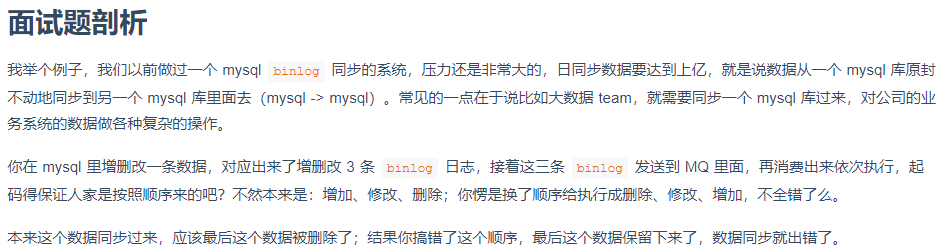 面试题剖析
我举个例子，我们以前做过一个 mysql binlog 同步的系统，压力还是非常大的，日同步数据要达到上亿，就是说数据从一个 mysql 库原封
不动地同步到另一个 mysql 库里面去（mysql -> mysql）。常见的一点在于说比如大数据 team，就需要同步一个 mysql 库过来，对公司的业
务系统的数据做各种复杂的操作。
你在 mysql 里增删改一条数据，对应出来了增删改 3 条 binlog 日志，接着这三条 binlog 发送到 MQ 里面，再消费出来依次执行，起
码得保证人家是按照顺序来的吧？不然本来是：增加、修改、删除；你愣是换了顺序给执行成删除、修改、增加，不全错了么。
本来这个数据同步过来，应该最后这个数据被删除了；结果你搞错了这个顺序，最后这个数据保留下来了，数据同步就出错了。